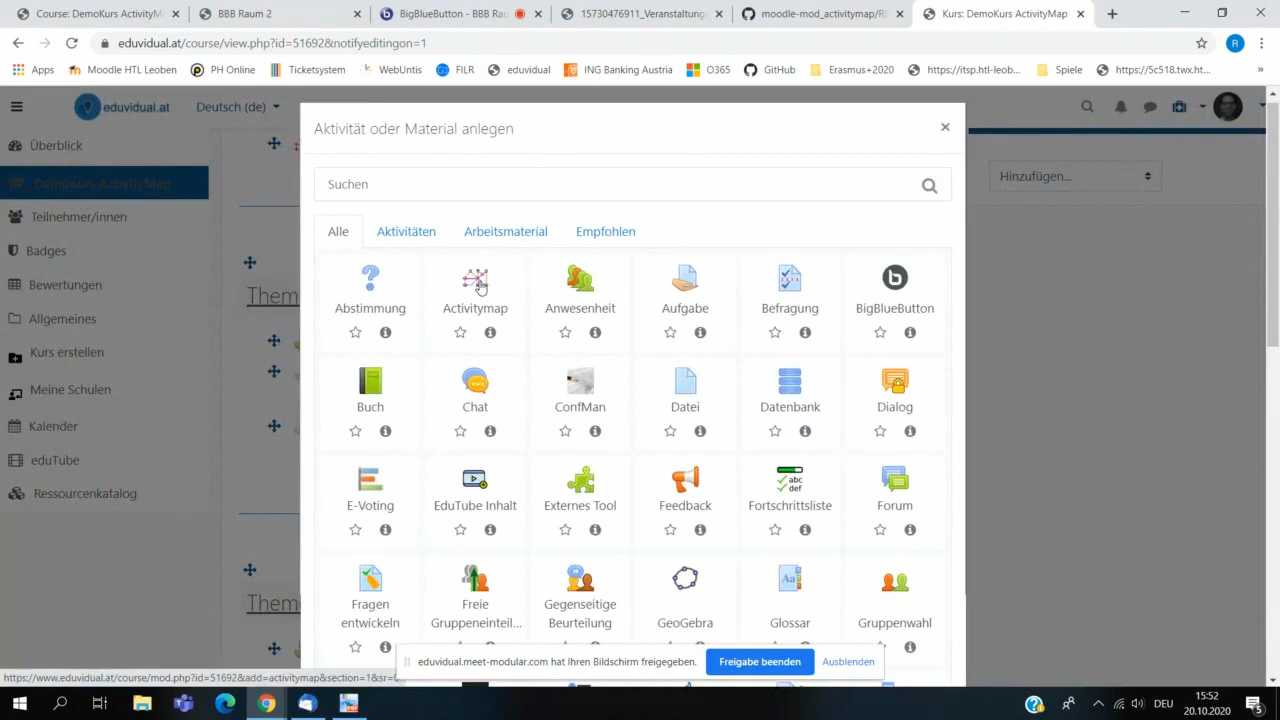 Course: DemoKurs ActivityMa
BBB Raum 2
BigBlueButton - BBB Rau
15730476911_Veranstaltung
moodle-mod_activitymap/RE
Kurs: DemoKurs ActivityMap
eduvidual.at/course/view.php?id=51692&notifyeditingon=1
R
Apps
Moodle HTL Leoben
PH Online
Ticketsystem
WebUntis
FILR
eduvidual
ING Banking Austria
O365
GitHub
Erasmus+2020
https://itsp.htl-leob...
Spiele
https://5c518.twx.ht...
»
eduvidual.at
Deutsch (de)
Überblick
DemoKurs ActivityMap
Teilnehmer/innen
Badges
Bewertungen
Allgemeines
Kurs erstellen
Meine Schulen
Kalender
eduTube
Ressourcenkatalog
Them
Them
Hinzufügen...
Aktivität oder Material anlegen
×
Suchen
Alle
Aktivitäten
Arbeitsmaterial
Empfohlen
Abstimmung
Activitymap
Anwesenheit
Aufgabe
Befragung
BigBlueButton
Buch
Chat
ConfMan
Datei
Datenbank
Dialog
E-Voting
EduTube Inhalt
Externes Tool
Feedback
abc
def
Fortschrittsliste
Forum
Fragen
entwickeln
Freie
Gruppeneinteil...
Gegenseitige
Beurteilung
GeoGebra
Aa
Glossar
Gruppenwahl
eduvidual.meet-modular.com hat Ihren Bildschirm freigegeben.
Freigabe beenden
Ausblenden
https://www.eduvidual.at/course/mod.php?id=51692&add=activitymap&section=1&sr=0
DEU
15:52
20.10.2020
5